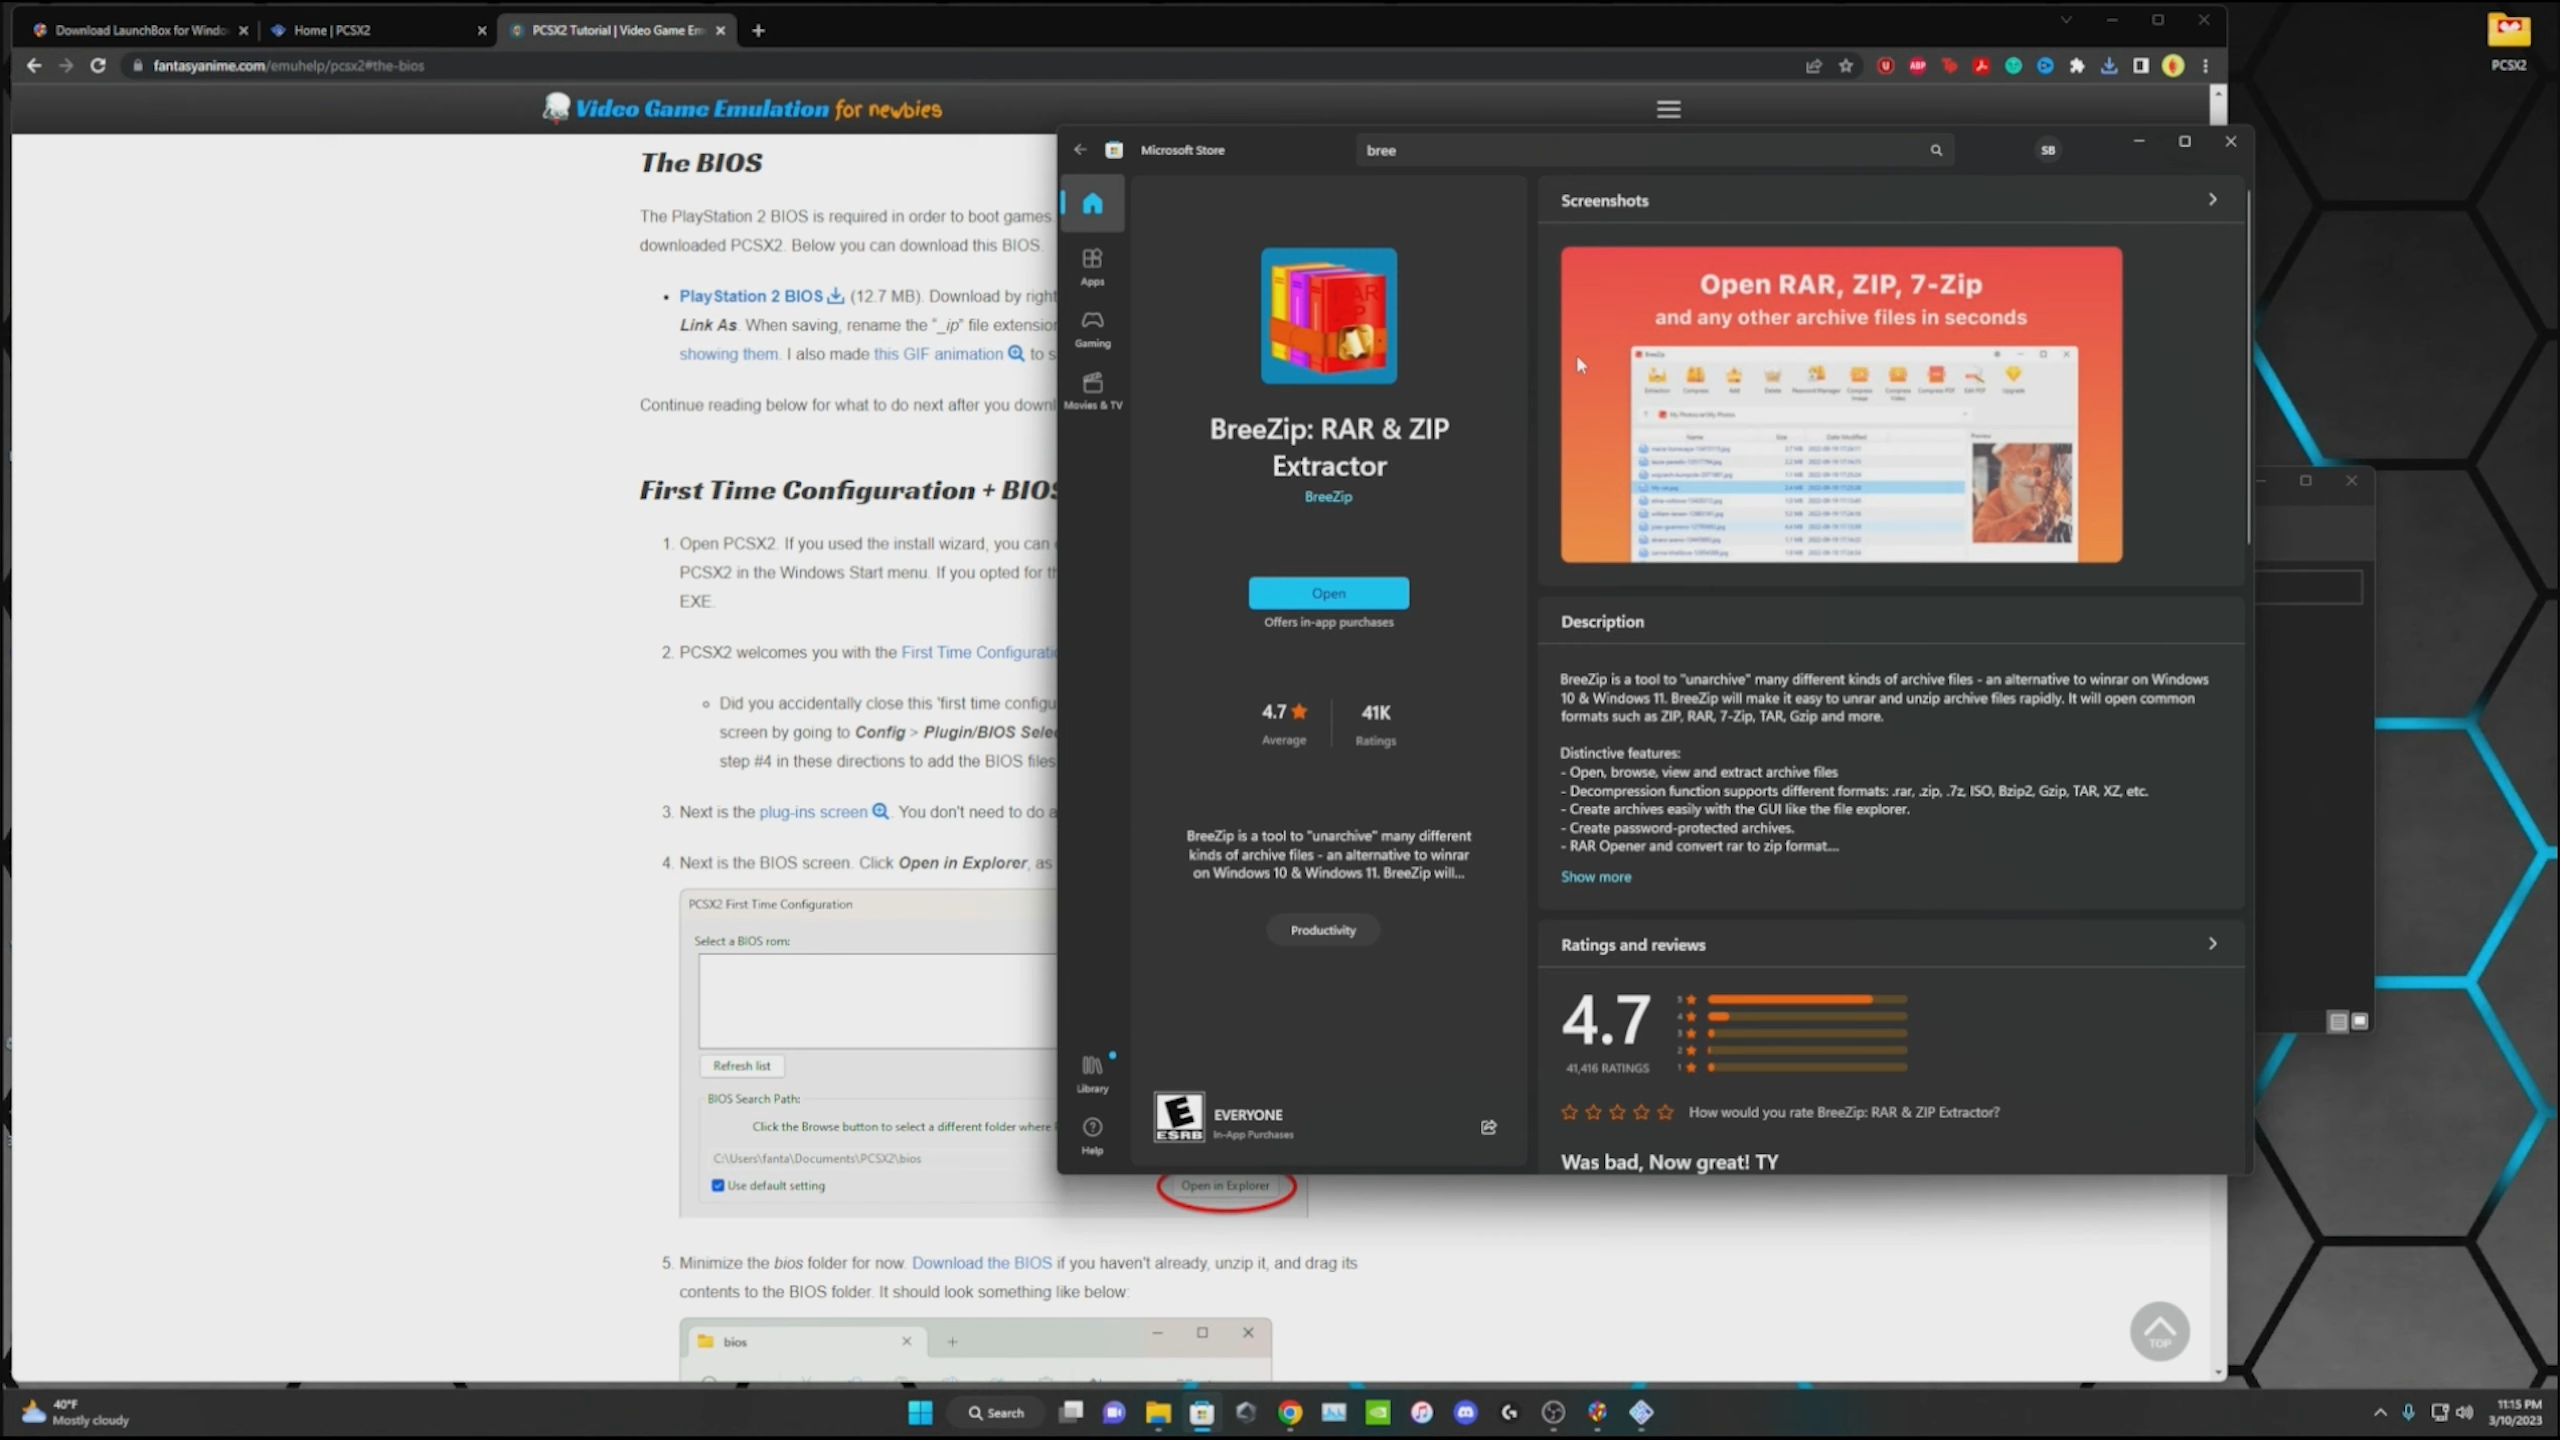 Download LaunchBox for Windo
Home | PCSX2
PCSX2 Tutorial | Video Game Em
fantasyanime.com/emuhelp/pcsx2#the-bios
ABP
PCSX2
Video Game Emulation for newbies
The BIOS
The PlayStation 2 BIOS is required in order to boot games.
downloaded PCSX2. Below you can download this BIOS.
• PlayStation 2 BIOS (12.7 MB). Download by right
Link As. When saving, rename the "_ip" file extension
showing them. I also made this GIF animation to s
Continue reading below for what to do next after you downl
First Time Configuration + BIOS
1. Open PCSX2. If you used the install wizard, you can
PCSX2 in the Windows Start menu. If you opted for th
EXE.
2. PCSX2 welcomes you with the First Time Configuratio
Did you accidentally close this 'first time configu
screen by going to Config > Plugin/BIOS Selec
step #4 in these directions to add the BIOS files
3. Next is the plug-ins screen. You don't need to do a
4. Next is the BIOS screen. Click Open in Explorer, as
PCSX2 First Time Configuration
Select a BIOS rom:
Refresh list
BIOS Search Path:
Click the Browse button to select a different folder where
C:\Users\fanta\Documents\PCSX2\bios
Use default setting
Open in Explorer
5. Minimize the bios folder for now. Download the BIOS if you haven't already, unzip it, and drag its
contents to the BIOS folder. It should look something like below:
bios
TOP
Microsoft Store
bree
SB
Apps
Gaming
Movies & TV
Library
Help
BreeZip: RAR & ZIP
Extractor
BreeZip
Open
Offers in-app purchases
4.7
Average
41K
Ratings
BreeZip is a tool to "unarchive" many different
kinds of archive files - an alternative to winrar
on Windows 10 & Windows 11. BreeZip will...
Productivity
E
ESRB
EVERYONE
In-App Purchases
Screenshots
Open RAR, ZIP, 7-Zip
and any other archive files in seconds
BreeZip
Description
BreeZip is a tool to "unarchive" many different kinds of archive files - an alternative to winrar on Windows
10 & Windows 11. BreeZip will make it easy to unrar and unzip archive files rapidly. It will open common
formats such as ZIP, RAR, 7-Zip, TAR, Gzip and more.
Distinctive features:
- Open, browse, view and extract archive files
- Decompression function supports different formats: .rar, .zip, .7z, ISO, Bzip2, Gzip, TAR, XZ, etc.
- Create archives easily with the GUI like the file explorer.
- Create password-protected archives.
- RAR Opener and convert rar to zip format...
Show more
Ratings and reviews
4.7
41,416 RATINGS
5
4
3
2
1
How would you rate BreeZip: RAR & ZIP Extractor?
Was bad, Now great! TY
40°F
Mostly cloudy
Search
11:15 PM
3/10/2023